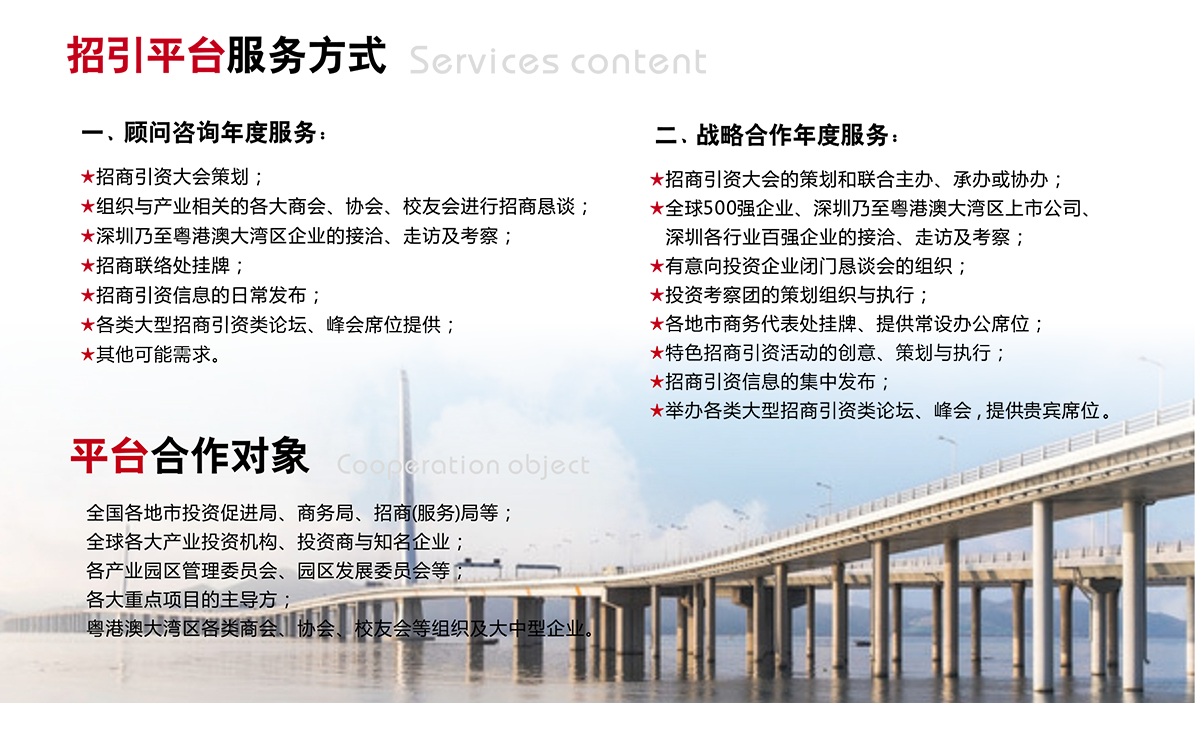 招引平台服务方式 Services content
一、顾问咨询年度服务：
★招商引资大会策划；
★组织与产业相关的各大商会、协会、校友会进行招商恳谈；
★深圳乃至粤港澳大湾区企业的接洽、走访及考察；
★招商联络处挂牌；
★招商引资信息的日常发布；
★各类大型招商引资类论坛、峰会席位提供；
★其他可能需求。
二、战略合作年度服务：
★招商引资大会的策划和联合主办、承办或协办；
★全球500强企业、深圳乃至粤港澳大湾区上市公司、
深圳各行业百强企业的接洽、走访及考察；
★有意向投资企业闭门恳谈会的组织；
★投资考察团的策划组织与执行；
★各地市商务代表处挂牌、提供常设办公席位；
★特色招商引资活动的创意、策划与执行；
★招商引资信息的集中发布；
★举办各类大型招商引资类论坛、峰会,提供贵宾席位。
平台合作对象 Cooperation object
全国各地市投资促进局、商务局、招商(服务)局等；
全球各大产业投资机构、投资商与知名企业；
各产业园区管理委员会、园区发展委员会等；
各大重点项目的主导方；
粤港澳大湾区各类商会、协会、校友会等组织及大中型企业。